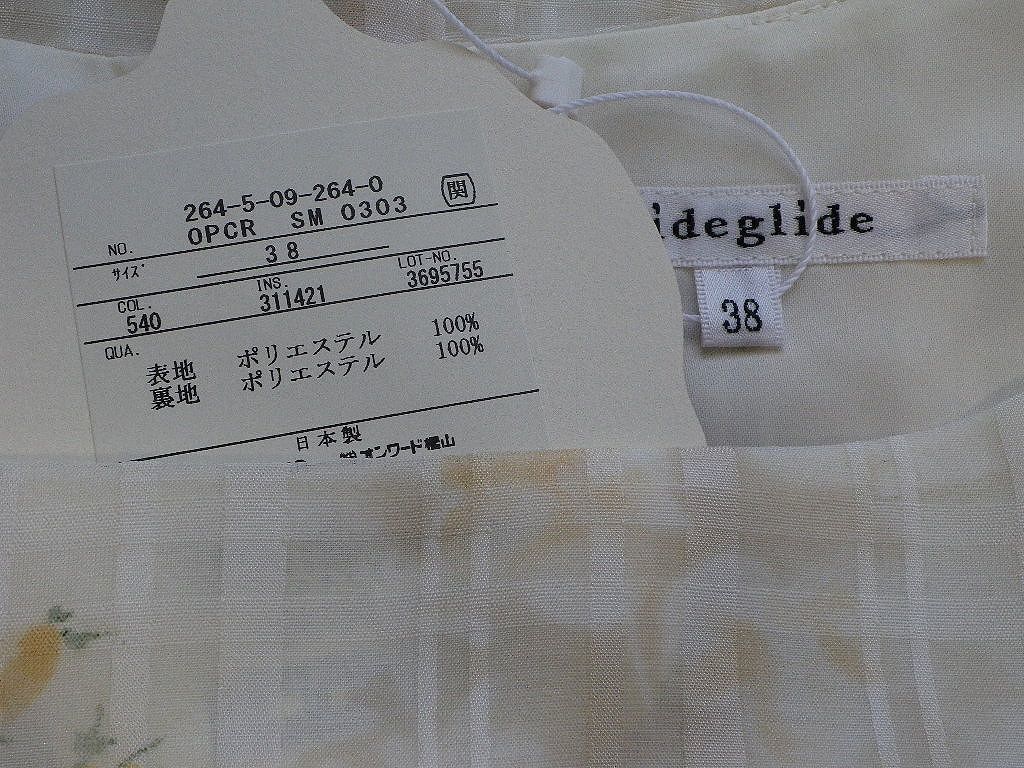 264-5-09-264-0
NO. OPCR SM 0303 関
サイズ 38
COL. INS. LOT-NO.
540 311421 3695755
QUA.
表地 ポリエステル 100%
裏地 ポリエステル 100%
日本製
㈱オンワード樫山
ideglide
38